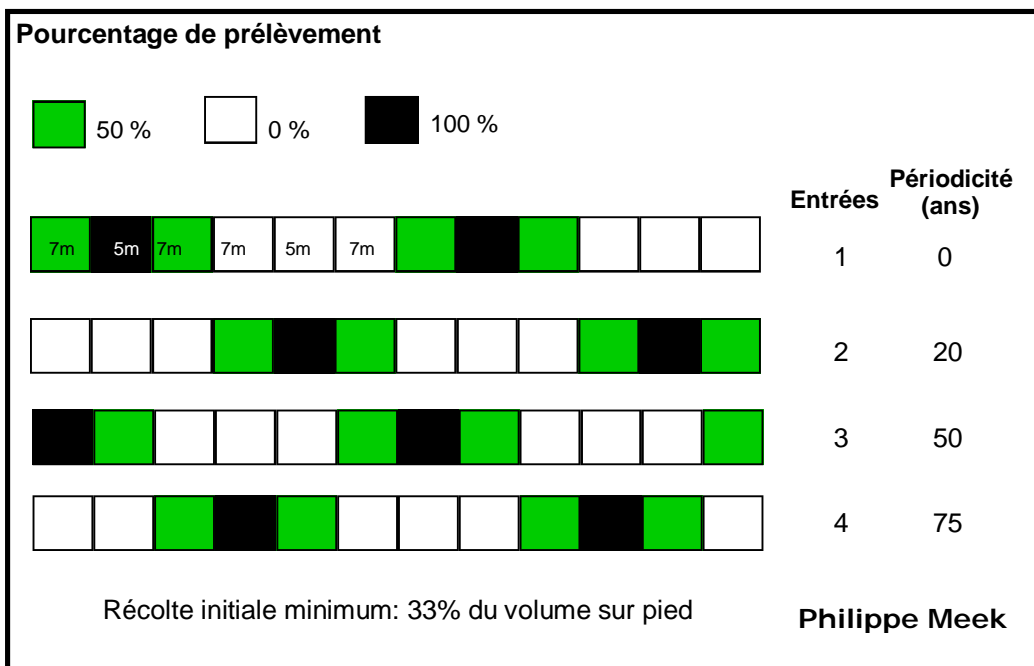 Pourcentage de prélèvement
50 % 0 % 100 %
Entrées Périodicité (ans)
7m 5m 7m 7m 5m 7m
1 0
2 20
3 50
4 75
Récolte initiale minimum: 33% du volume sur pied
Philippe Meek